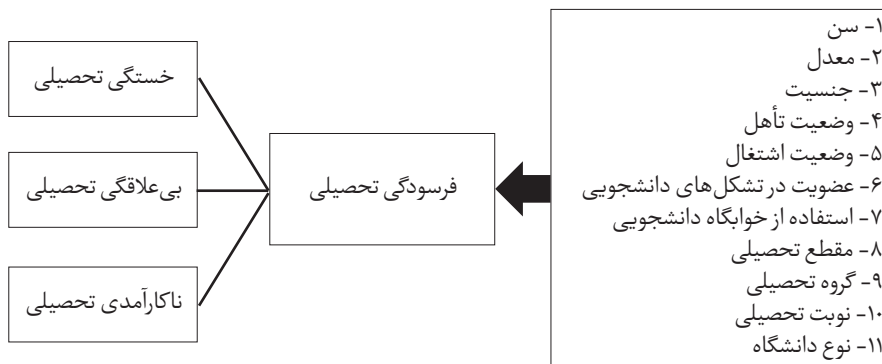 ۱- سن
۲- معدل
۳- جنسیت
۴- وضعیت تأهل
۵- وضعیت اشتغال
۶- عضویت در تشکل‌های دانشجویی
۷- استفاده از خوابگاه دانشجویی
۸- مقطع تحصیلی
۹- گروه تحصیلی
۱۰- نوبت تحصیلی
۱۱- نوع دانشگاه
فرسودگی تحصیلی
خستگی تحصیلی
بی‌علاقگی تحصیلی
ناکارآمدی تحصیلی